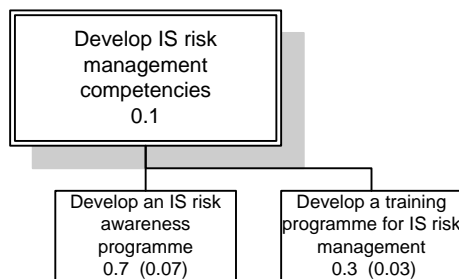 Develop IS risk
management
competencies
0.1
Develop an IS risk
awareness
programme
0.7 (0.07)
Develop a training
programme for IS risk
management
0.3 (0.03)